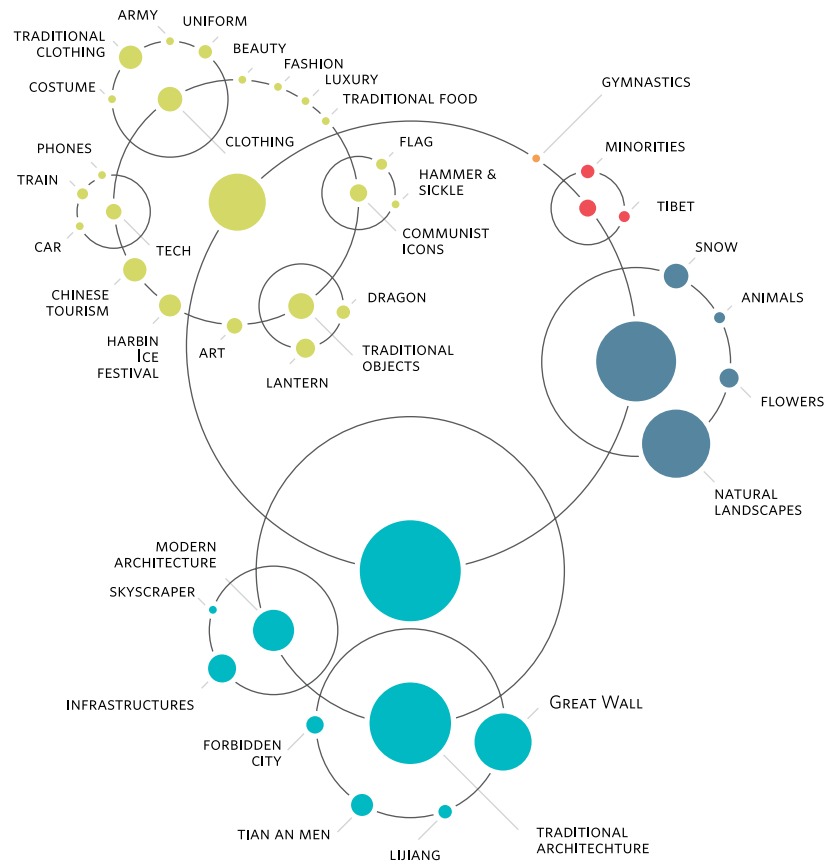 ARMY
UNIFORM
TRADITIONAL
CLOTHING
BEAUTY
FASHION
LUXURY
TRADITIONAL FOOD
COSTUME
CLOTHING
GYMNASTICS
PHONES
TRAIN
CAR
TECH
FLAG
HAMMER &
SICKLE
COMMUNIST
ICONS
MINORITIES
TIBET
SNOW
ANIMALS
FLOWERS
NATURAL
LANDSCAPES
CHINESE
TOURISM
HARBIN
ICE
FESTIVAL
ART
LANTERN
DRAGON
TRADITIONAL
OBJECTS
MODERN
ARCHITECTURE
SKYSCRAPER
INFRASTRUCTURES
FORBIDDEN
CITY
GREAT WALL
TIAN AN MEN
LIJIANG
TRADITIONAL
ARCHITECHTURE